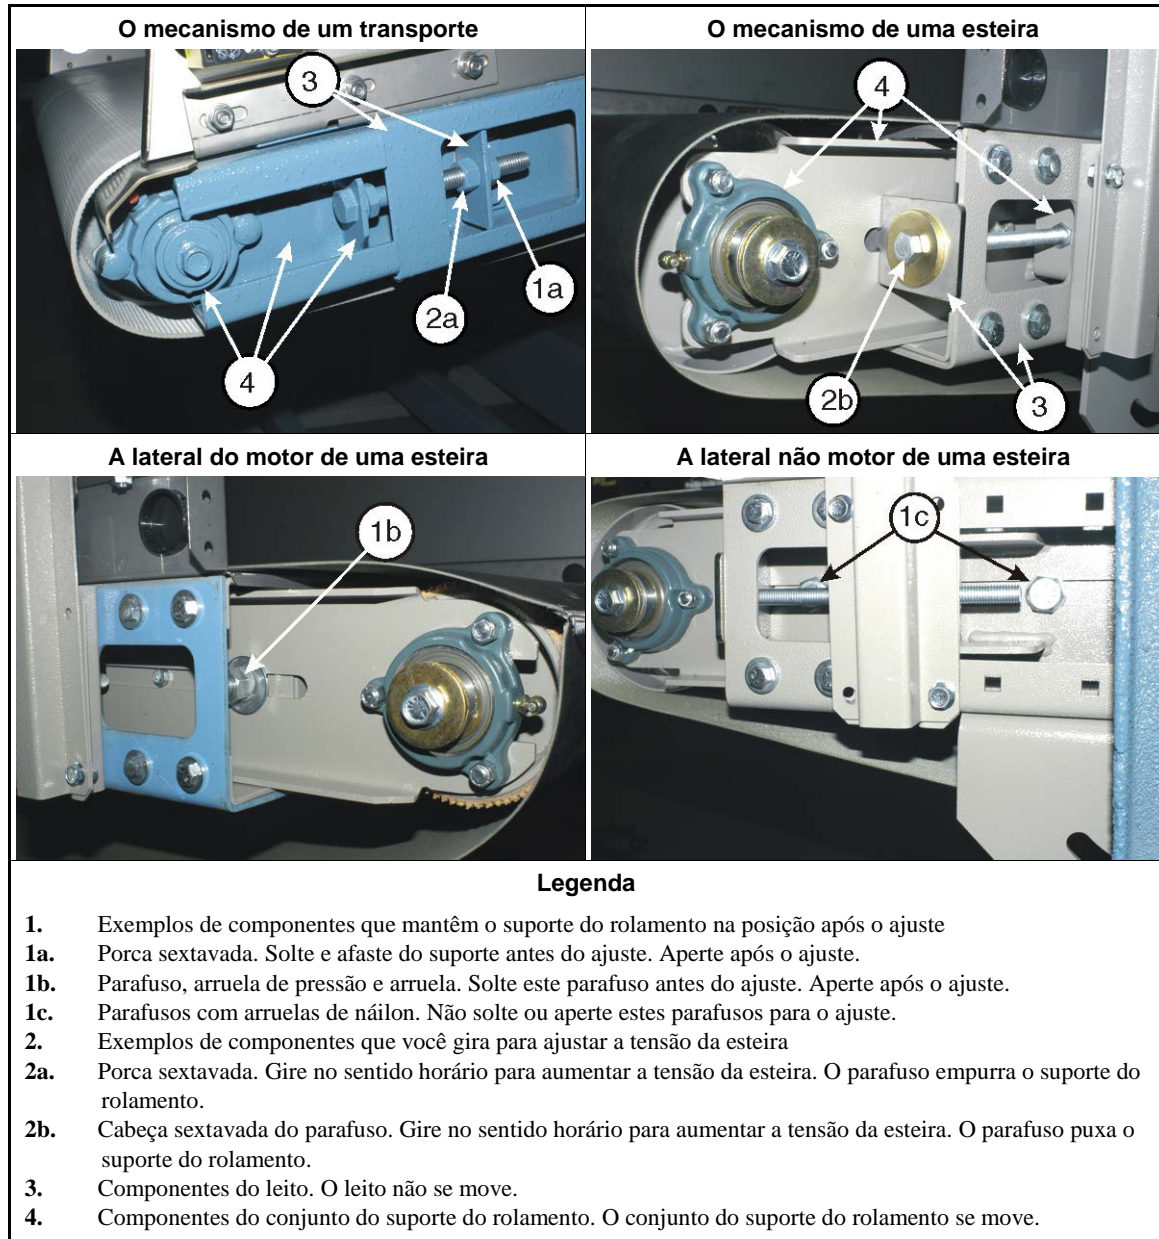 O mecanismo de um transporte
O mecanismo de uma esteira
3
1a
2a
4
4
2b
3
A lateral do motor de uma esteira
A lateral não motor de uma esteira
1b
1c
Legenda
1. Exemplos de componentes que mantêm o suporte do rolamento na posição após o ajuste
1a. Porca sextavada. Solte e afaste do suporte antes do ajuste. Aperte após o ajuste.
1b. Parafuso, arruela de pressão e arruela. Solte este parafuso antes do ajuste. Aperte após o ajuste.
1c. Parafusos com arruelas de náilon. Não solte ou aperte estes parafusos para o ajuste.
2. Exemplos de componentes que você gira para ajustar a tensão da esteira
2a. Porca sextavada. Gire no sentido horário para aumentar a tensão da esteira. O parafuso empurra o suporte do
rolamento.
2b. Cabeça sextavada do parafuso. Gire no sentido horário para aumentar a tensão da esteira. O parafuso puxa o
suporte do rolamento.
3. Componentes do leito. O leito não se move.
4. Componentes do conjunto do suporte do rolamento. O conjunto do suporte do rolamento se move.